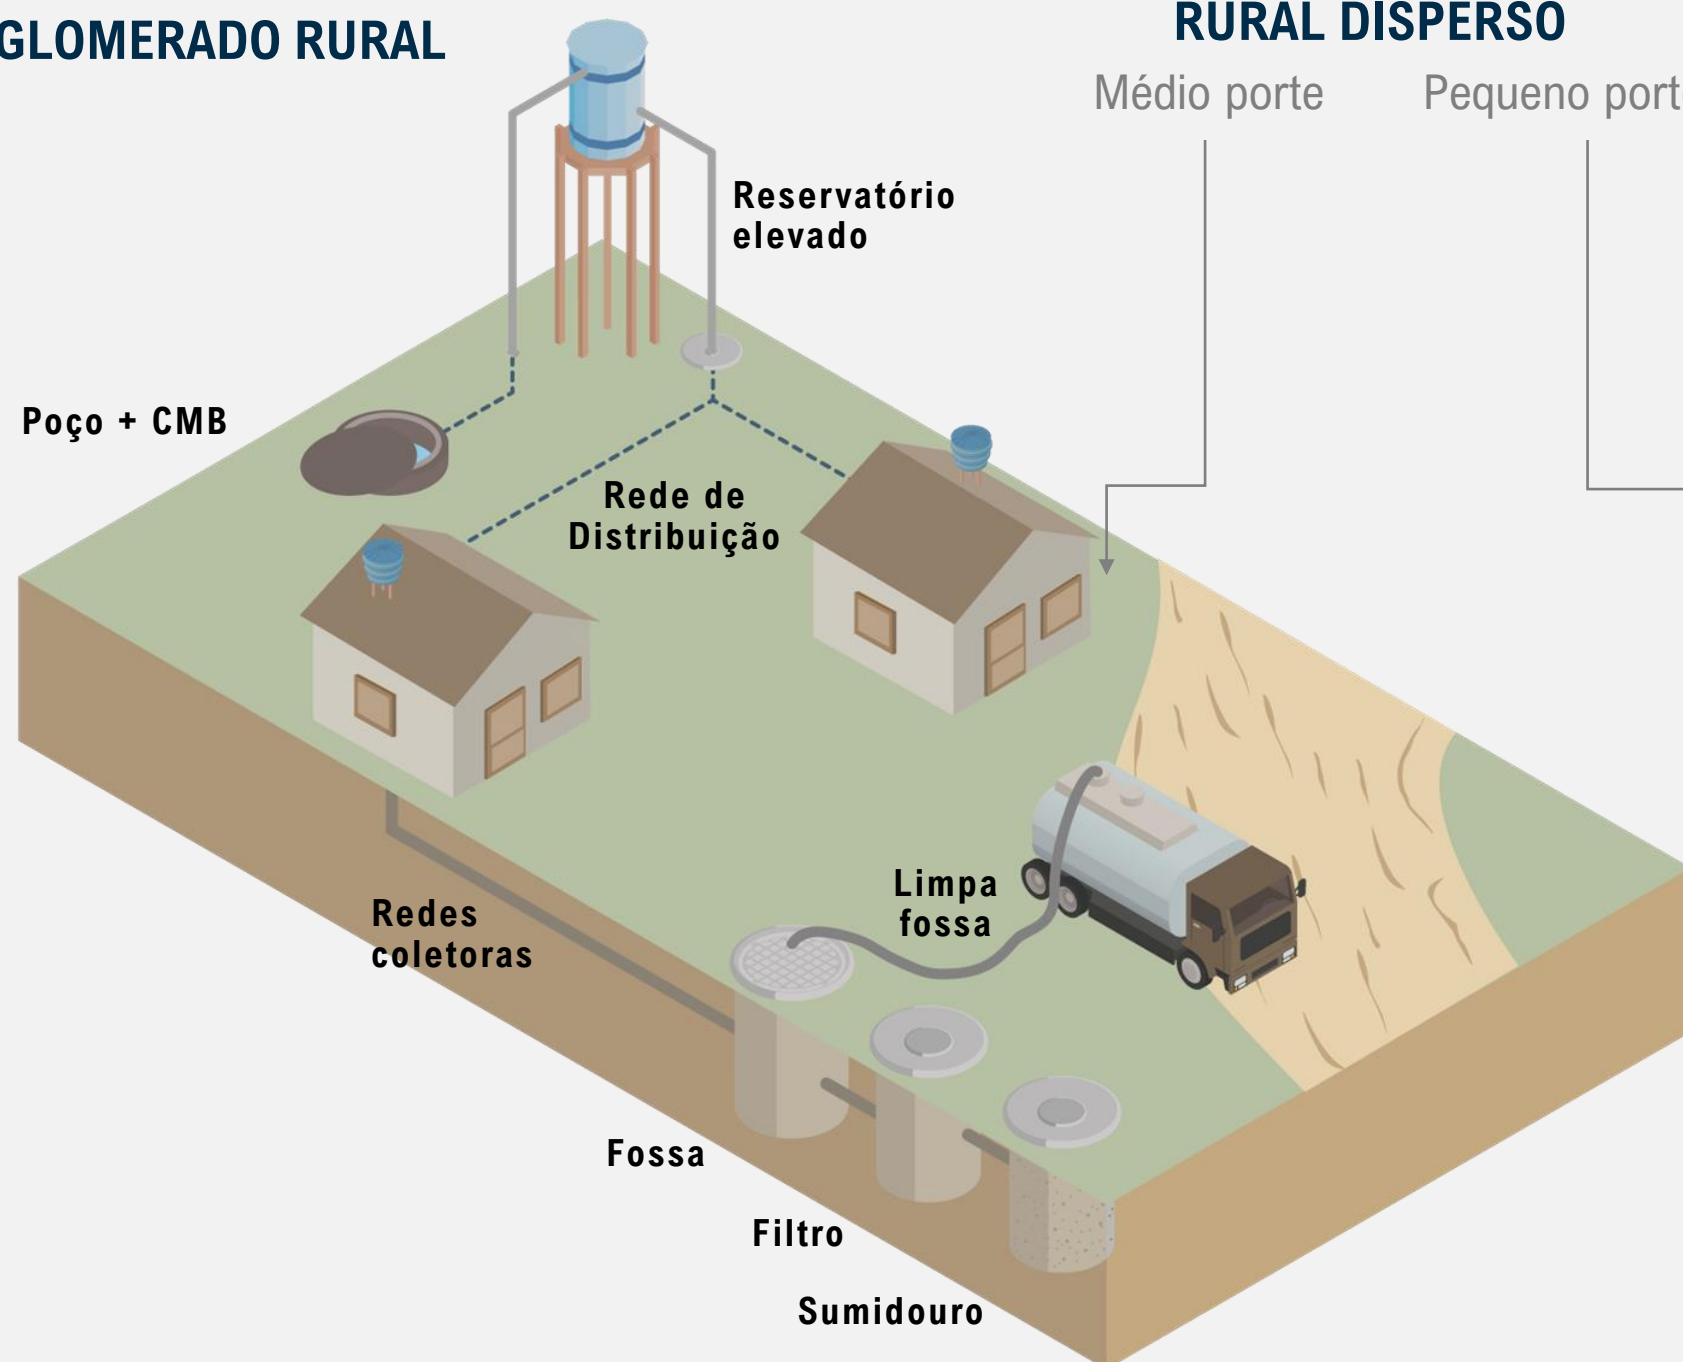 GLOMERADO RURAL
RURAL DISPERSO
Médio porte
Pequeno port
Reservatório
elevado
Poço + CMB
Rede de
Distribuição
Limpa
fossa
Redes
coletoras
Fossa
Filtro
Sumidouro